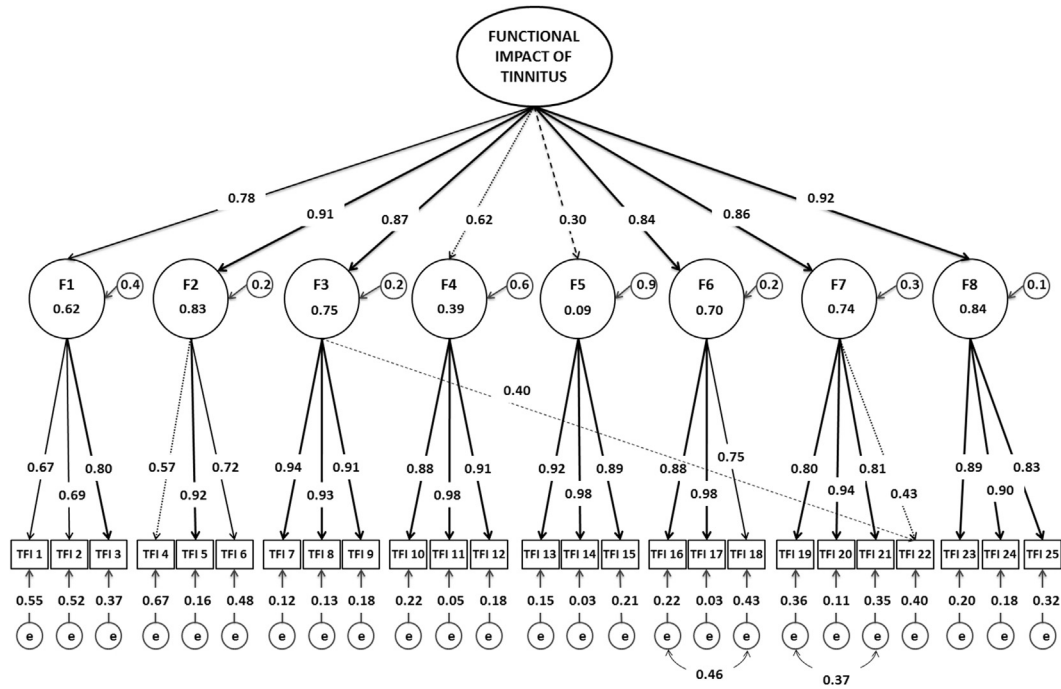 FUNCTIONAL
IMPACT OF
TINNITUS
0.78
0.91
0.87
0.62
0.30
0.84
0.86
0.92
F1 0.4 F2 0.2 F3 0.2 F4 0.6 F5 0.9 F6 0.2 F7 0.3 F8 0.1
0.62 0.83 0.75 0.39 0.09 0.70 0.74 0.84
0.40
0.67 0.80 0.57 0.72 0.94 0.91 0.88 0.91 0.92 0.89 0.88 0.75 0.80 0.81 0.89 0.83
0.69 0.92 0.93 0.98 0.98 0.98 0.94 0.43 0.90
TFI 1 TFI 2 TFI 3 TFI 4 TFI 5 TFI 6 TFI 7 TFI 8 TFI 9 TFI 10 TFI 11 TFI 12 TFI 13 TFI 14 TFI 15 TFI 16 TFI 17 TFI 18 TFI 19 TFI 20 TFI 21 TFI 22 TFI 23 TFI 24 TFI 25
0.55 0.52 0.37 0.67 0.16 0.48 0.12 0.13 0.18 0.22 0.05 0.18 0.15 0.03 0.21 0.22 0.03 0.43 0.36 0.11 0.35 0.40 0.20 0.18 0.32
e e e e e e e e e e e e e e e e e e e e e e e e e
0.46 0.37